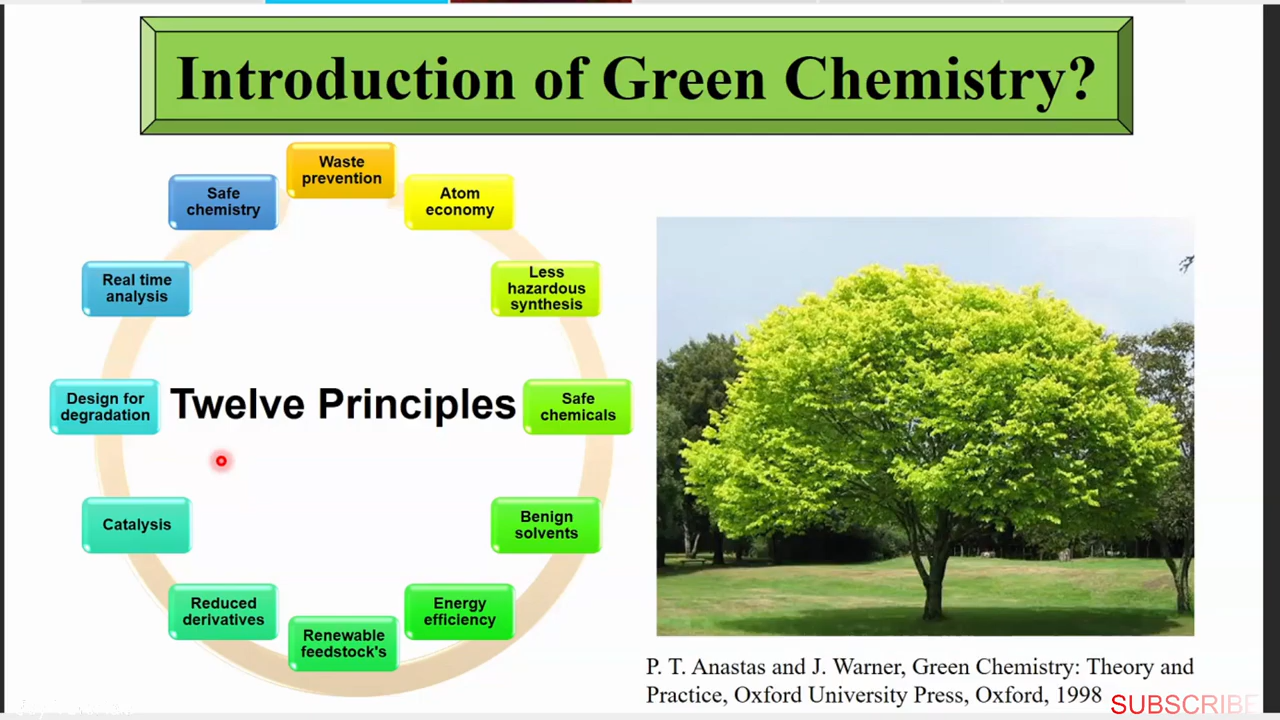 Introduction of Green Chemistry?
Waste
prevention
Atom
economy
Less
hazardous
synthesis
Safe
chemicals
Benign
solvents
Energy
efficiency
Renewable
feedstock's
Reduced
derivatives
Catalysis
Design for
degradation
Real time
analysis
Safe
chemistry
Twelve Principles
P. T. Anastas and J. Warner, Green Chemistry: Theory and
Practice, Oxford University Press, Oxford, 1998
SUBSCRIBE